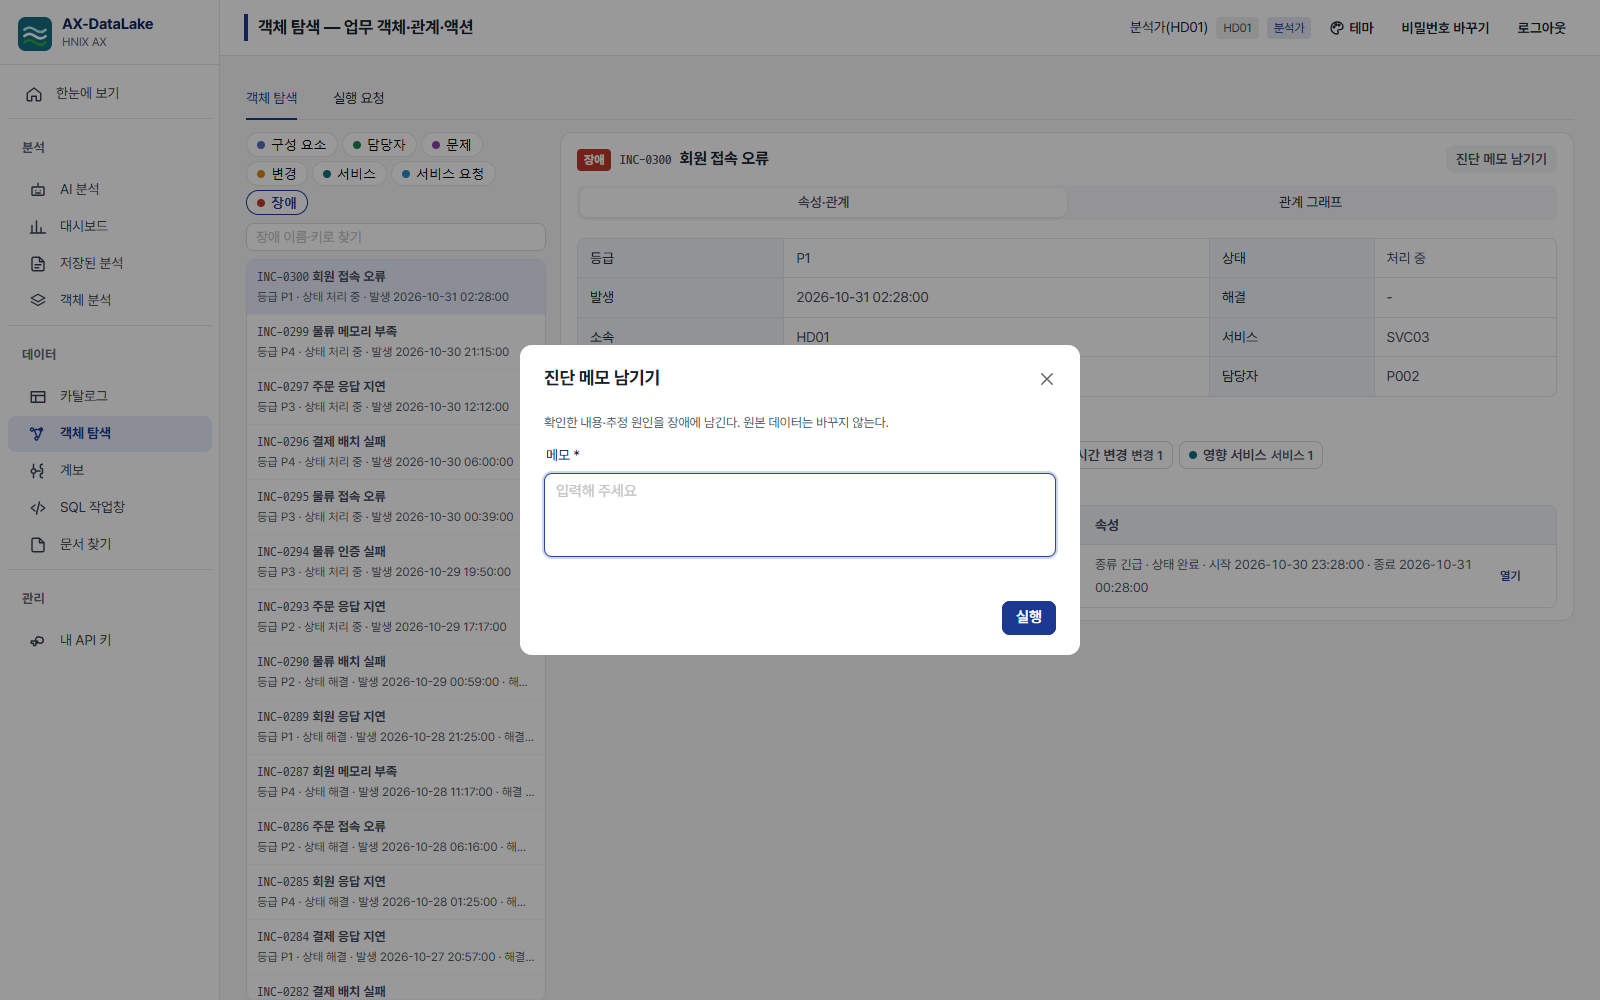 AX-DataLake
HNIX AX
한눈에 보기
분석
AI 분석
대시보드
저장된 분석
객체 분석
데이터
카탈로그
객체 탐색
계보
SQL 작업창
문서 찾기
관리
내 API 키
객체 탐색 — 업무 객체·관계·액션
분석가(HD01) HD01 분석가 테마 비밀번호 바꾸기 로그아웃
객체 탐색 실행 요청
구성 요소 담당자 문제
변경 서비스 서비스 요청
장애
장애 이름·키로 찾기
INC-0300 회원 접속 오류
등급 P1 · 상태 처리 중 · 발생 2026-10-31 02:28:00
INC-0299 물류 메모리 부족
등급 P4 · 상태 처리 중 · 발생 2026-10-30 21:15:00
INC-0297 주문 응답 지연
등급 P3 · 상태 처리 중 · 발생 2026-10-30 12:12:00
INC-0296 결제 배치 실패
등급 P4 · 상태 처리 중 · 발생 2026-10-30 06:00:00
INC-0295 물류 접속 오류
등급 P3 · 상태 처리 중 · 발생 2026-10-30 00:39:00
INC-0294 물류 인증 실패
등급 P3 · 상태 처리 중 · 발생 2026-10-29 19:50:00
INC-0293 주문 응답 지연
등급 P2 · 상태 처리 중 · 발생 2026-10-29 17:17:00
INC-0290 물류 배치 실패
등급 P2 · 상태 해결 · 발생 2026-10-29 00:59:00 · 해...
INC-0289 회원 응답 지연
등급 P1 · 상태 해결 · 발생 2026-10-28 21:25:00 · 해결...
INC-0287 회원 메모리 부족
등급 P4 · 상태 해결 · 발생 2026-10-28 11:17:00 · 해결 ...
INC-0286 주문 접속 오류
등급 P2 · 상태 해결 · 발생 2026-10-28 06:16:00 · 해...
INC-0285 회원 응답 지연
등급 P4 · 상태 해결 · 발생 2026-10-28 01:25:00 · 해...
INC-0284 결제 응답 지연
등급 P1 · 상태 해결 · 발생 2026-10-27 20:57:00 · 해결...
INC-0282 결제 배치 실패
장애 INC-0300 회원 접속 오류 진단 메모 남기기
속성·관계 관계 그래프
등급 P1 상태 처리 중
발생 2026-10-31 02:28:00 해결 -
소속 HD01 서비스 SVC03
담당자 P002
시간 변경 변경 1 영향 서비스 서비스 1
속성
종류 긴급 · 상태 완료 · 시작 2026-10-30 23:28:00 · 종료 2026-10-31
00:28:00
열기
진단 메모 남기기
확인한 내용·추정 원인을 장애에 남긴다. 원본 데이터는 바꾸지 않는다.
메모 *
입력해 주세요
실행